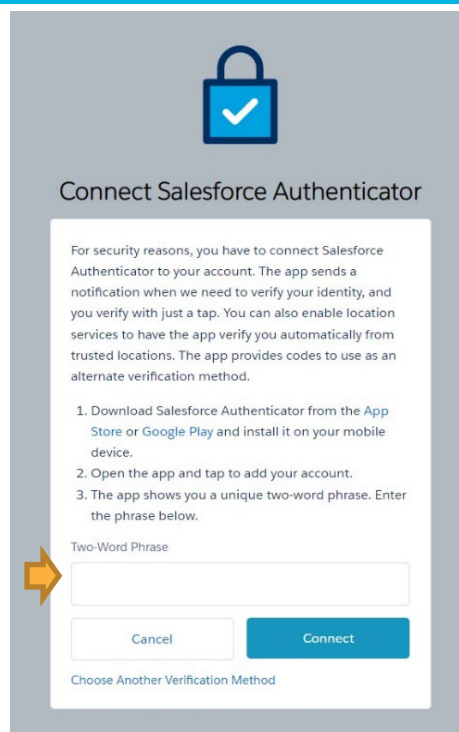 Connect Salesforce Authenticator
For security reasons, you have to connect Salesforce
Authenticator to your account. The app sends a
notification when we need to verify your identity, and
you verify with just a tap. You can also enable location
services to have the app verify you automatically from
trusted locations. The app provides codes to use as an
alternate verification method.
1. Download Salesforce Authenticator from the App
Store or Google Play and install it on your mobile
device.
2. Open the app and tap to add your account.
3. The app shows you a unique two-word phrase. Enter
the phrase below.
Two-Word Phrase
Cancel Connect
Choose Another Verification Method